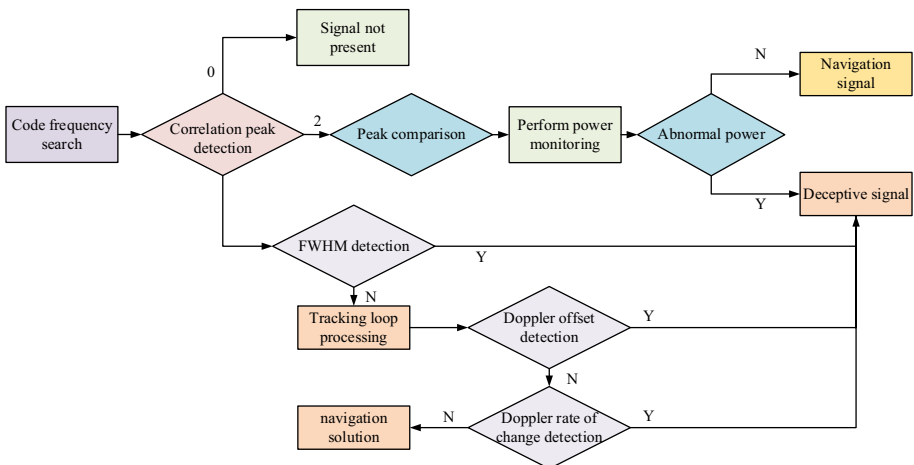 Signal not
present
0
N
Navigation
signal
Code frequency
search
Correlation peak
detection
2
Peak comparison
Perform power
monitoring
Abnormal power
Y
Deceptive signal
FWHM detection
Y
N
Tracking loop
processing
Doppler offset
detection
Y
N
navigation
solution
N
Doppler rate of
change detection
Y